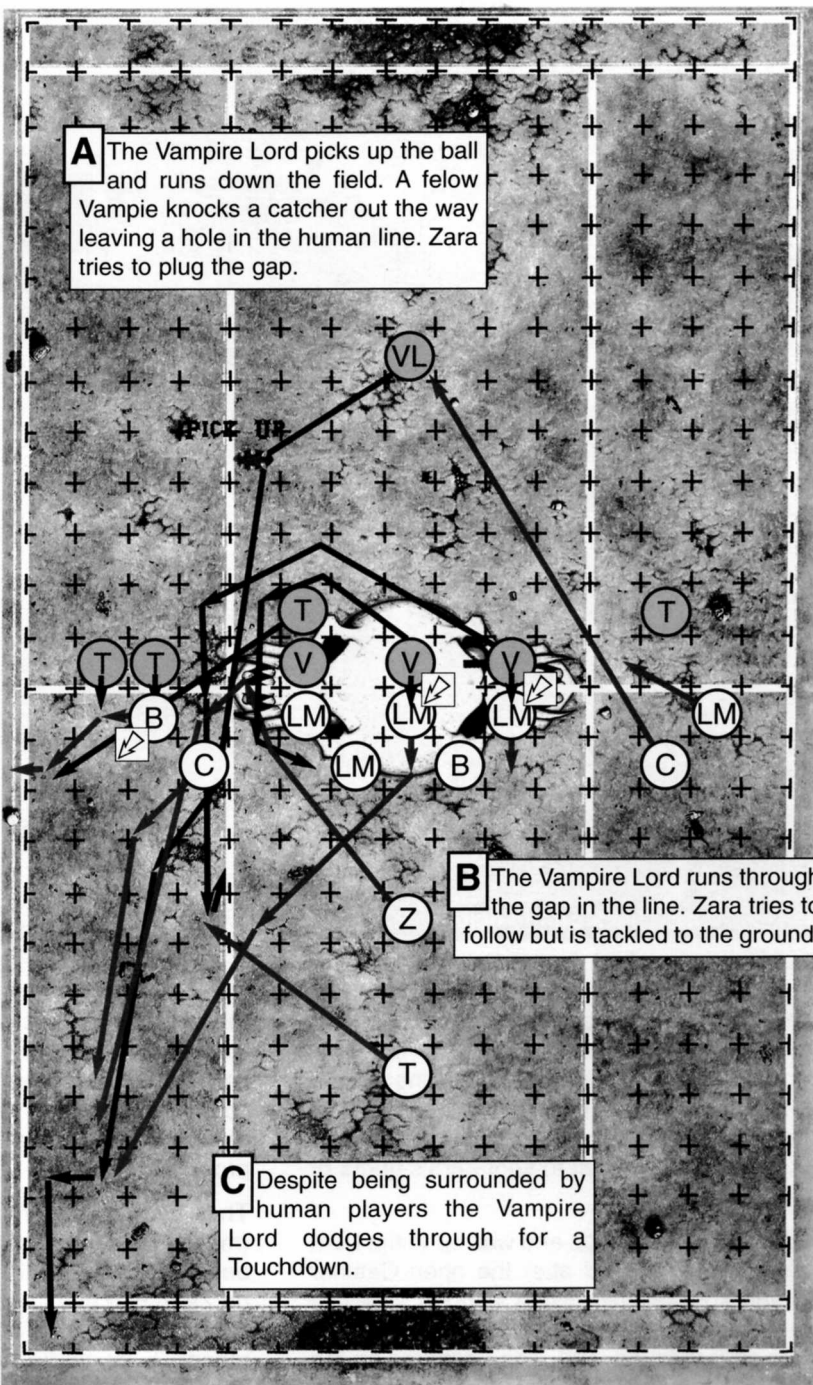 A The Vampire Lord picks up the ball
and runs down the field. A felow
Vampie knocks a catcher out the way
leaving a hole in the human line. Zara
tries to plug the gap.
VL
PICK UP
T
T
T T
V V V
B
LM LM LM
LM
C
LM B
C
B The Vampire Lord runs through
the gap in the line. Zara tries to
follow but is tackled to the ground
Z
T
C Despite being surrounded by
human players the Vampire
Lord dodges through for a
Touchdown.